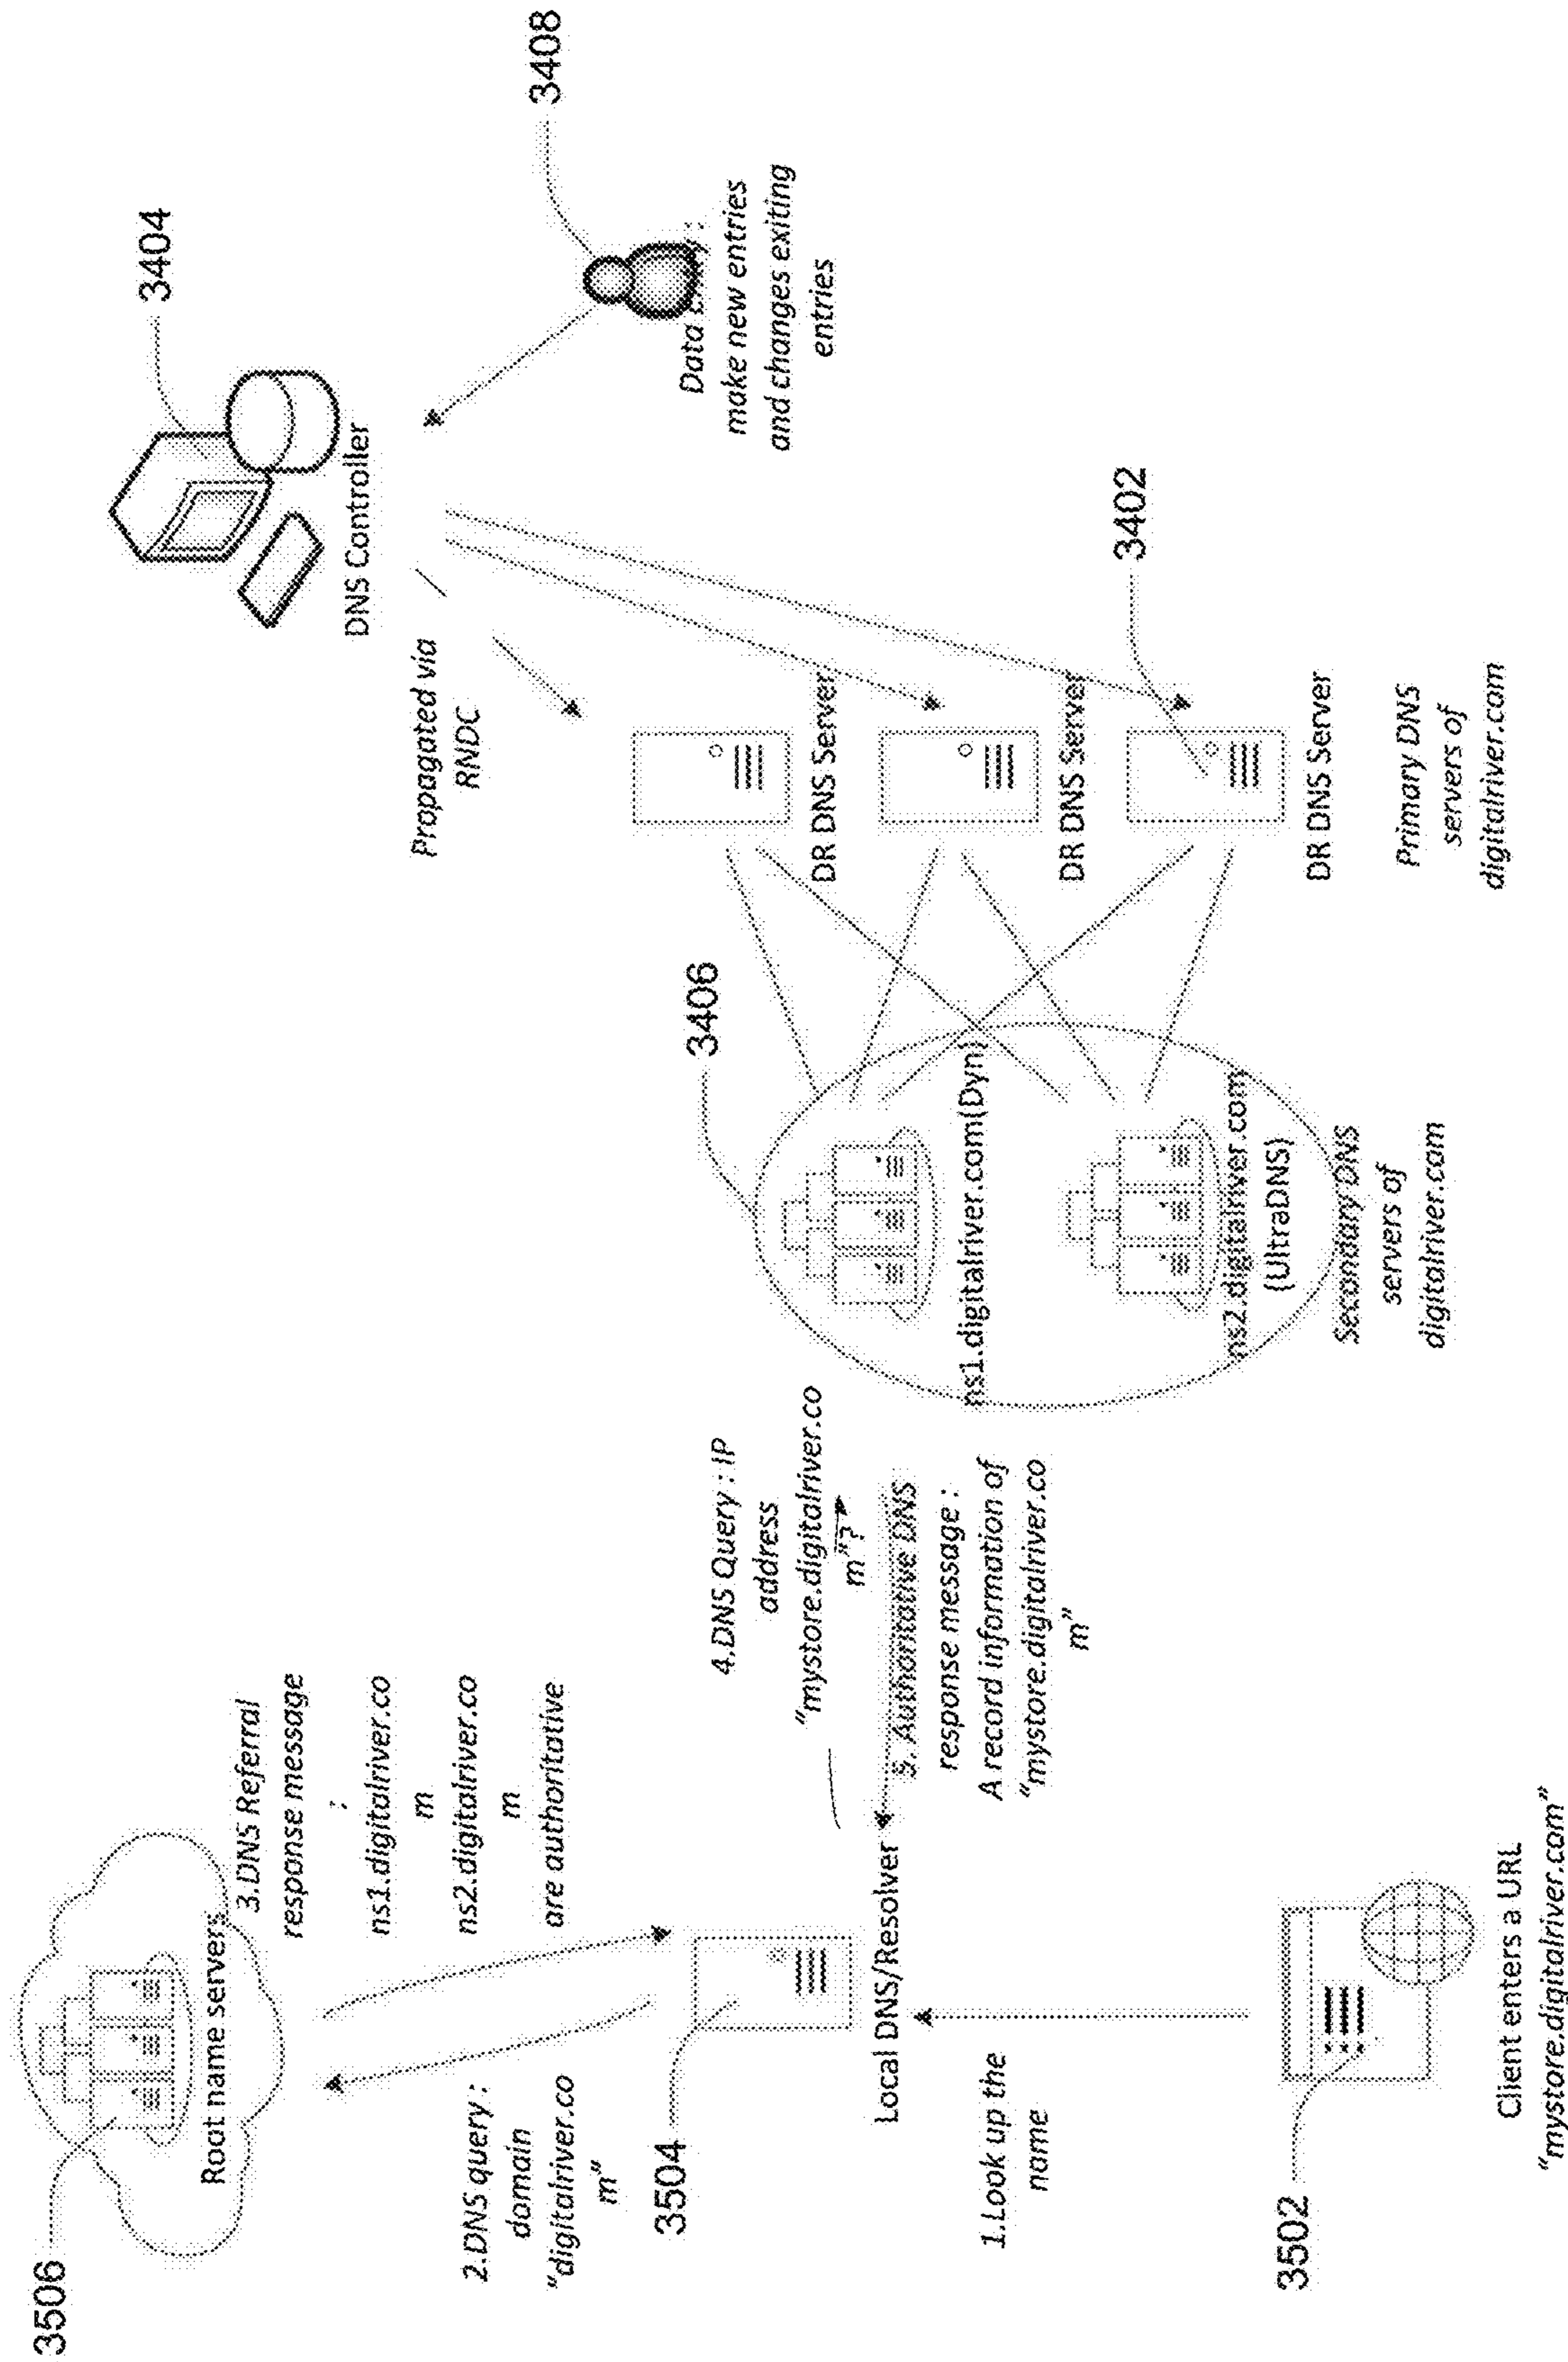 3506
Root name servers
3.DNS Referral
response message
:
ns1.digitalriver.co
m
ns2.digitalriver.co
m
are authoritative
2.DNS query :
domain
"digitalriver.co
m"
3504
Local DNS/Resolver
1.Look up the
name
3502
Client enters a URL
"mystore.digitalriver.com"
4.DNS Query : IP
address
"mystore.digitalriver.co
m"?
5. Authoritative DNS
response message :
A record information of
"mystore.digitalriver.co
m"
3406
ns1.digitalriver.com(Dyn)
ns2.digitalriver.com
(UltraDNS)
Secondary DNS
servers of
digitalriver.com
3404
DNS Controller
Propagated via
RNDC
3408
Data
make new entries
and changes exiting
entries
3402
DR DNS Server
DR DNS Server
DR DNS Server
Primary DNS
servers of
digitalriver.com